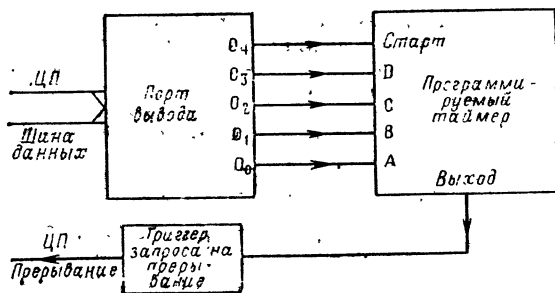 ЦП
Шина
данных
Порт
вывода
O₄
O₃
O₂
O₁
O₀
Старт
D
C
B
A
Программи-
руемый
таймер
Выход
ЦП
Прерывание
Триггер
запроса на
преры-
вание